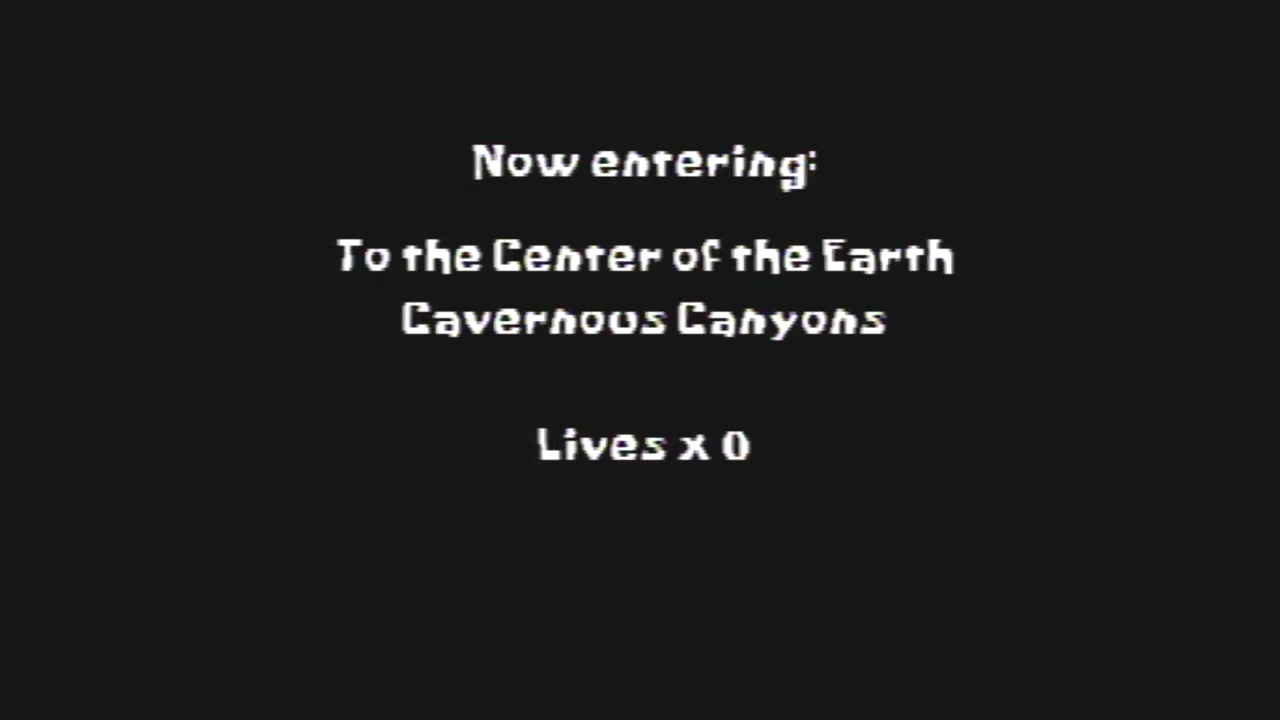 Now entering:
To the Center of the Earth
Cavernous Canyons
Lives x 0